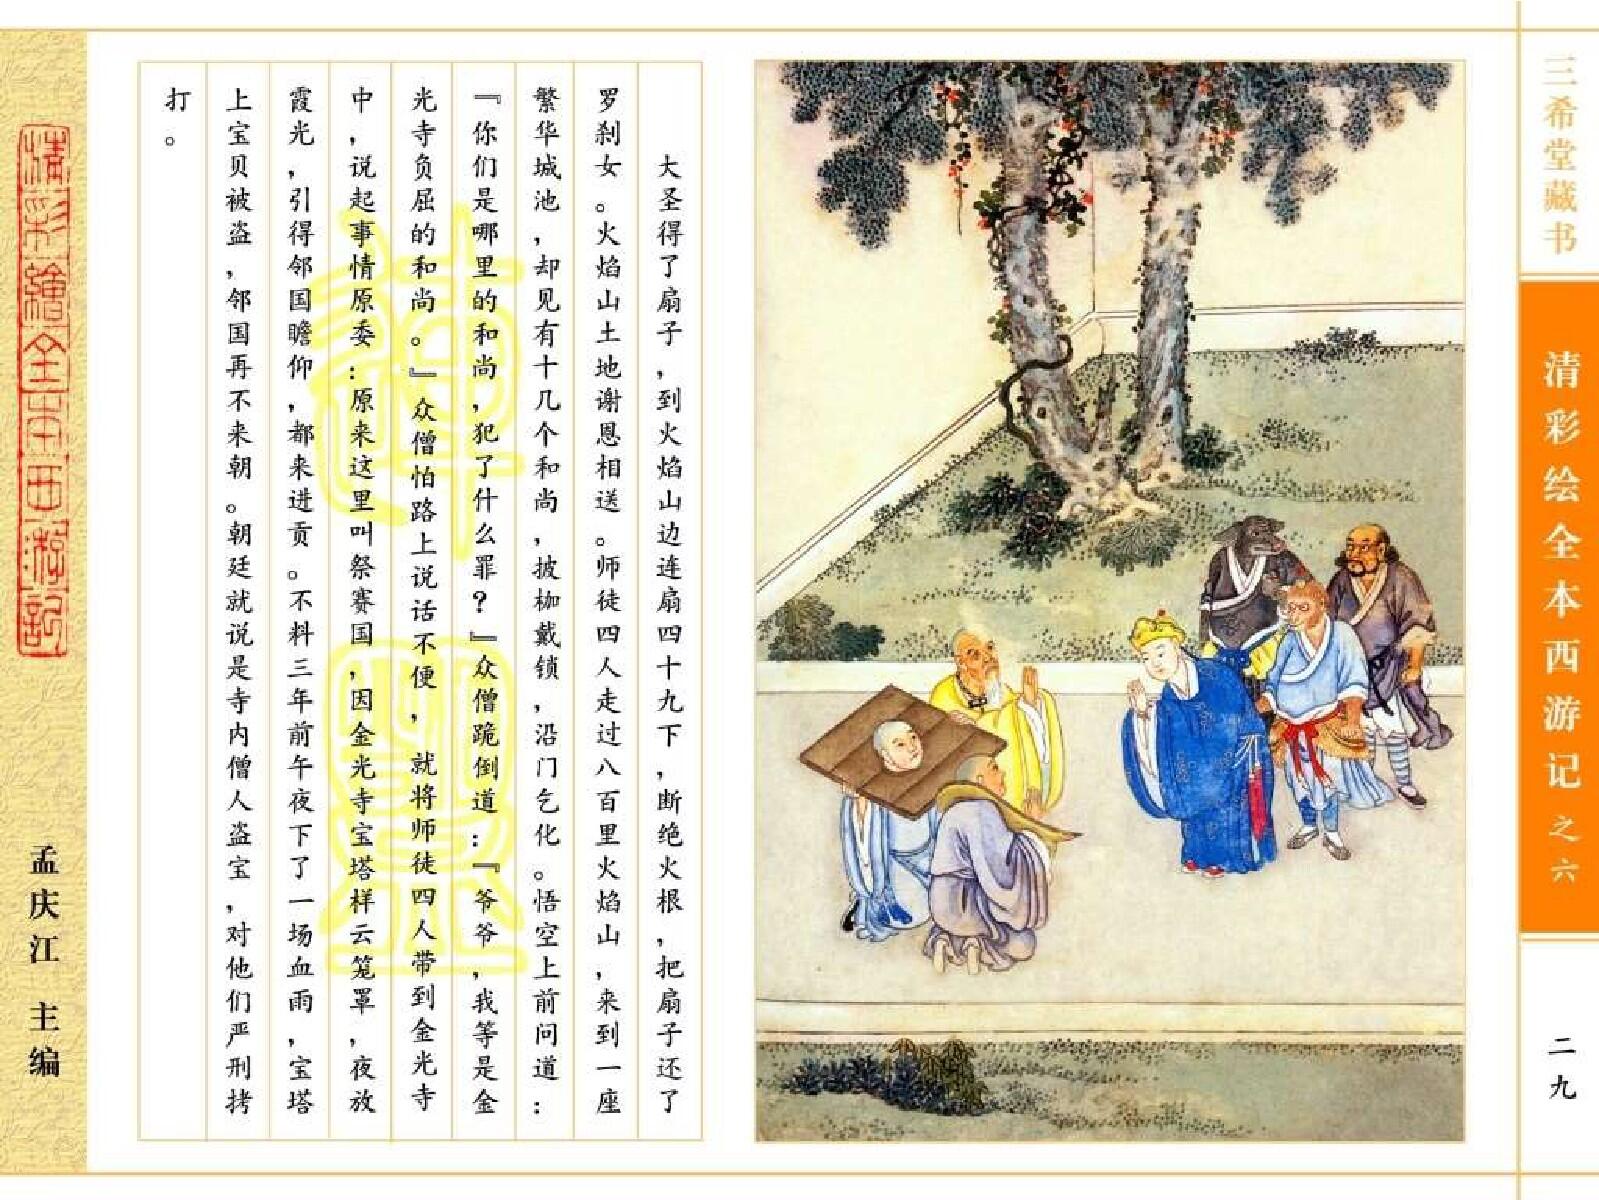 三希堂藏书
清彩绘全本西游记之六
二九
大圣得了扇子，到火焰山边连扇四十九下，断绝火根，把扇子还了
罗刹女。火焰山土地谢恩相送。师徒四人走过八百里火焰山，来到一座
繁华城池，却见有十几个和尚，披枷戴锁，沿门乞化。悟空上前问道：
『你们是哪里的和尚，犯了什么罪？』众僧跪倒道：『爷爷，我等是金
光寺负屈的和尚。』众僧怕路上说话不便，就将师徒四人带到金光寺
中，说起事情原委：原来这里叫祭赛国，因金光寺宝塔祥云笼罩，夜放
霞光，引得邻国瞻仰，都来进贡。不料三年前午夜下了一场血雨，宝塔
上宝贝被盗，邻国再不来朝。朝廷就说是寺内僧人盗宝，对他们严刑拷
打。
清彩繪全本西游記
孟庆江 主编